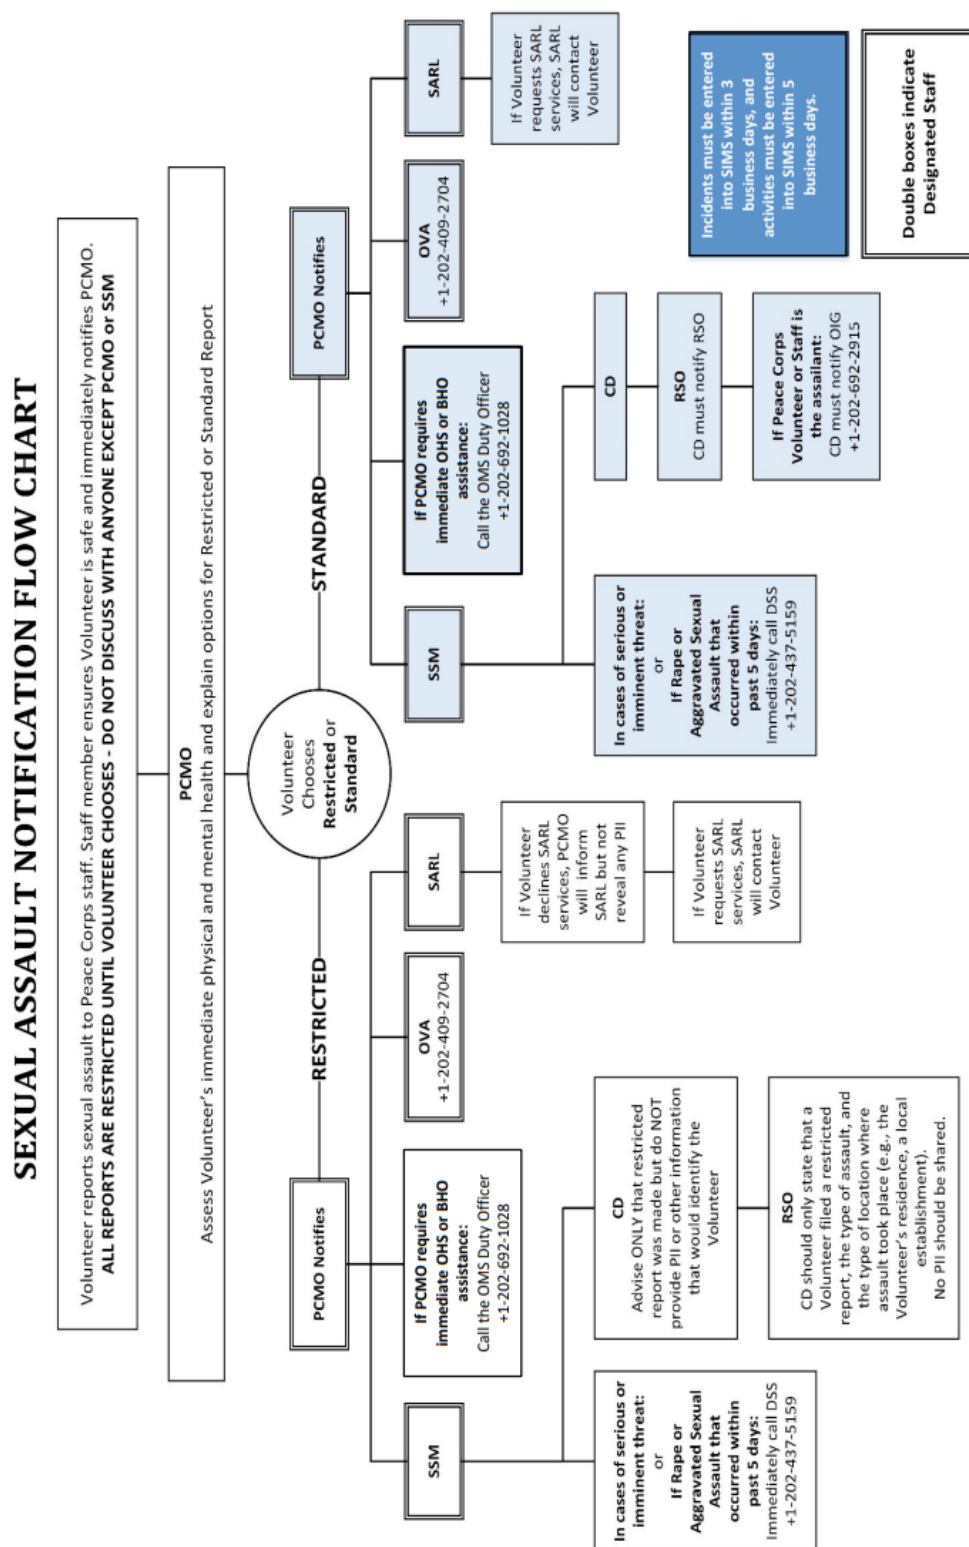 SEXUAL ASSAULT NOTIFICATION FLOW CHART
Volunteer reports sexual assault to Peace Corps staff. Staff member ensures Volunteer is safe and immediately notifies PCMO.
ALL REPORTS ARE RESTRICTED UNTIL VOLUNTEER CHOOSES - DO NOT DISCUSS WITH ANYONE EXCEPT PCMO or SSM
PCMO
Assess Volunteer's immediate physical and mental health and explain options for Restricted or Standard Report
Volunteer
Chooses
Restricted or
Standard
RESTRICTED
PCMO Notifies
SSM
If PCMO requires
immediate OHS or BHO
assistance:
Call the OMS Duty Officer
+1-202-692-1028
OVA
+1-202-409-2704
SARL
In cases of serious or
imminent threat:
or
If Rape or
Aggravated Sexual
Assault that
occurred within
past 5 days:
Immediately call DSS
+1-202-437-5159
CD
Advise ONLY that restricted
report was made but do NOT
provide PII or other information
that would identify the
Volunteer
RSO
CD should only state that a
Volunteer filed a restricted
report, the type of assault, and
the type of location where
assault took place (e.g., the
Volunteer's residence, a local
establishment).
No PII should be shared.
If Volunteer
declines SARL
services, PCMO
will inform
SARL but not
reveal any PII
If Volunteer
requests SARL
services, SARL
will contact
Volunteer
STANDARD
PCMO Notifies
SSM
If PCMO requires
immediate OHS or BHO
assistance:
Call the OMS Duty Officer
+1-202-692-1028
OVA
+1-202-409-2704
SARL
In cases of serious or
imminent threat:
or
If Rape or
Aggravated Sexual
Assault that
occurred within
past 5 days:
Immediately call DSS
+1-202-437-5159
CD
RSO
CD must notify RSO
If Peace Corps
Volunteer or Staff is
the assailant:
CD must notify OIG
+1-202-692-2915
If Volunteer
requests SARL
services, SARL
will contact
Volunteer
Incidents must be entered
into SIMS within 3
business days, and
activities must be entered
into SIMS within 5
business days.
Double boxes indicate
Designated Staff